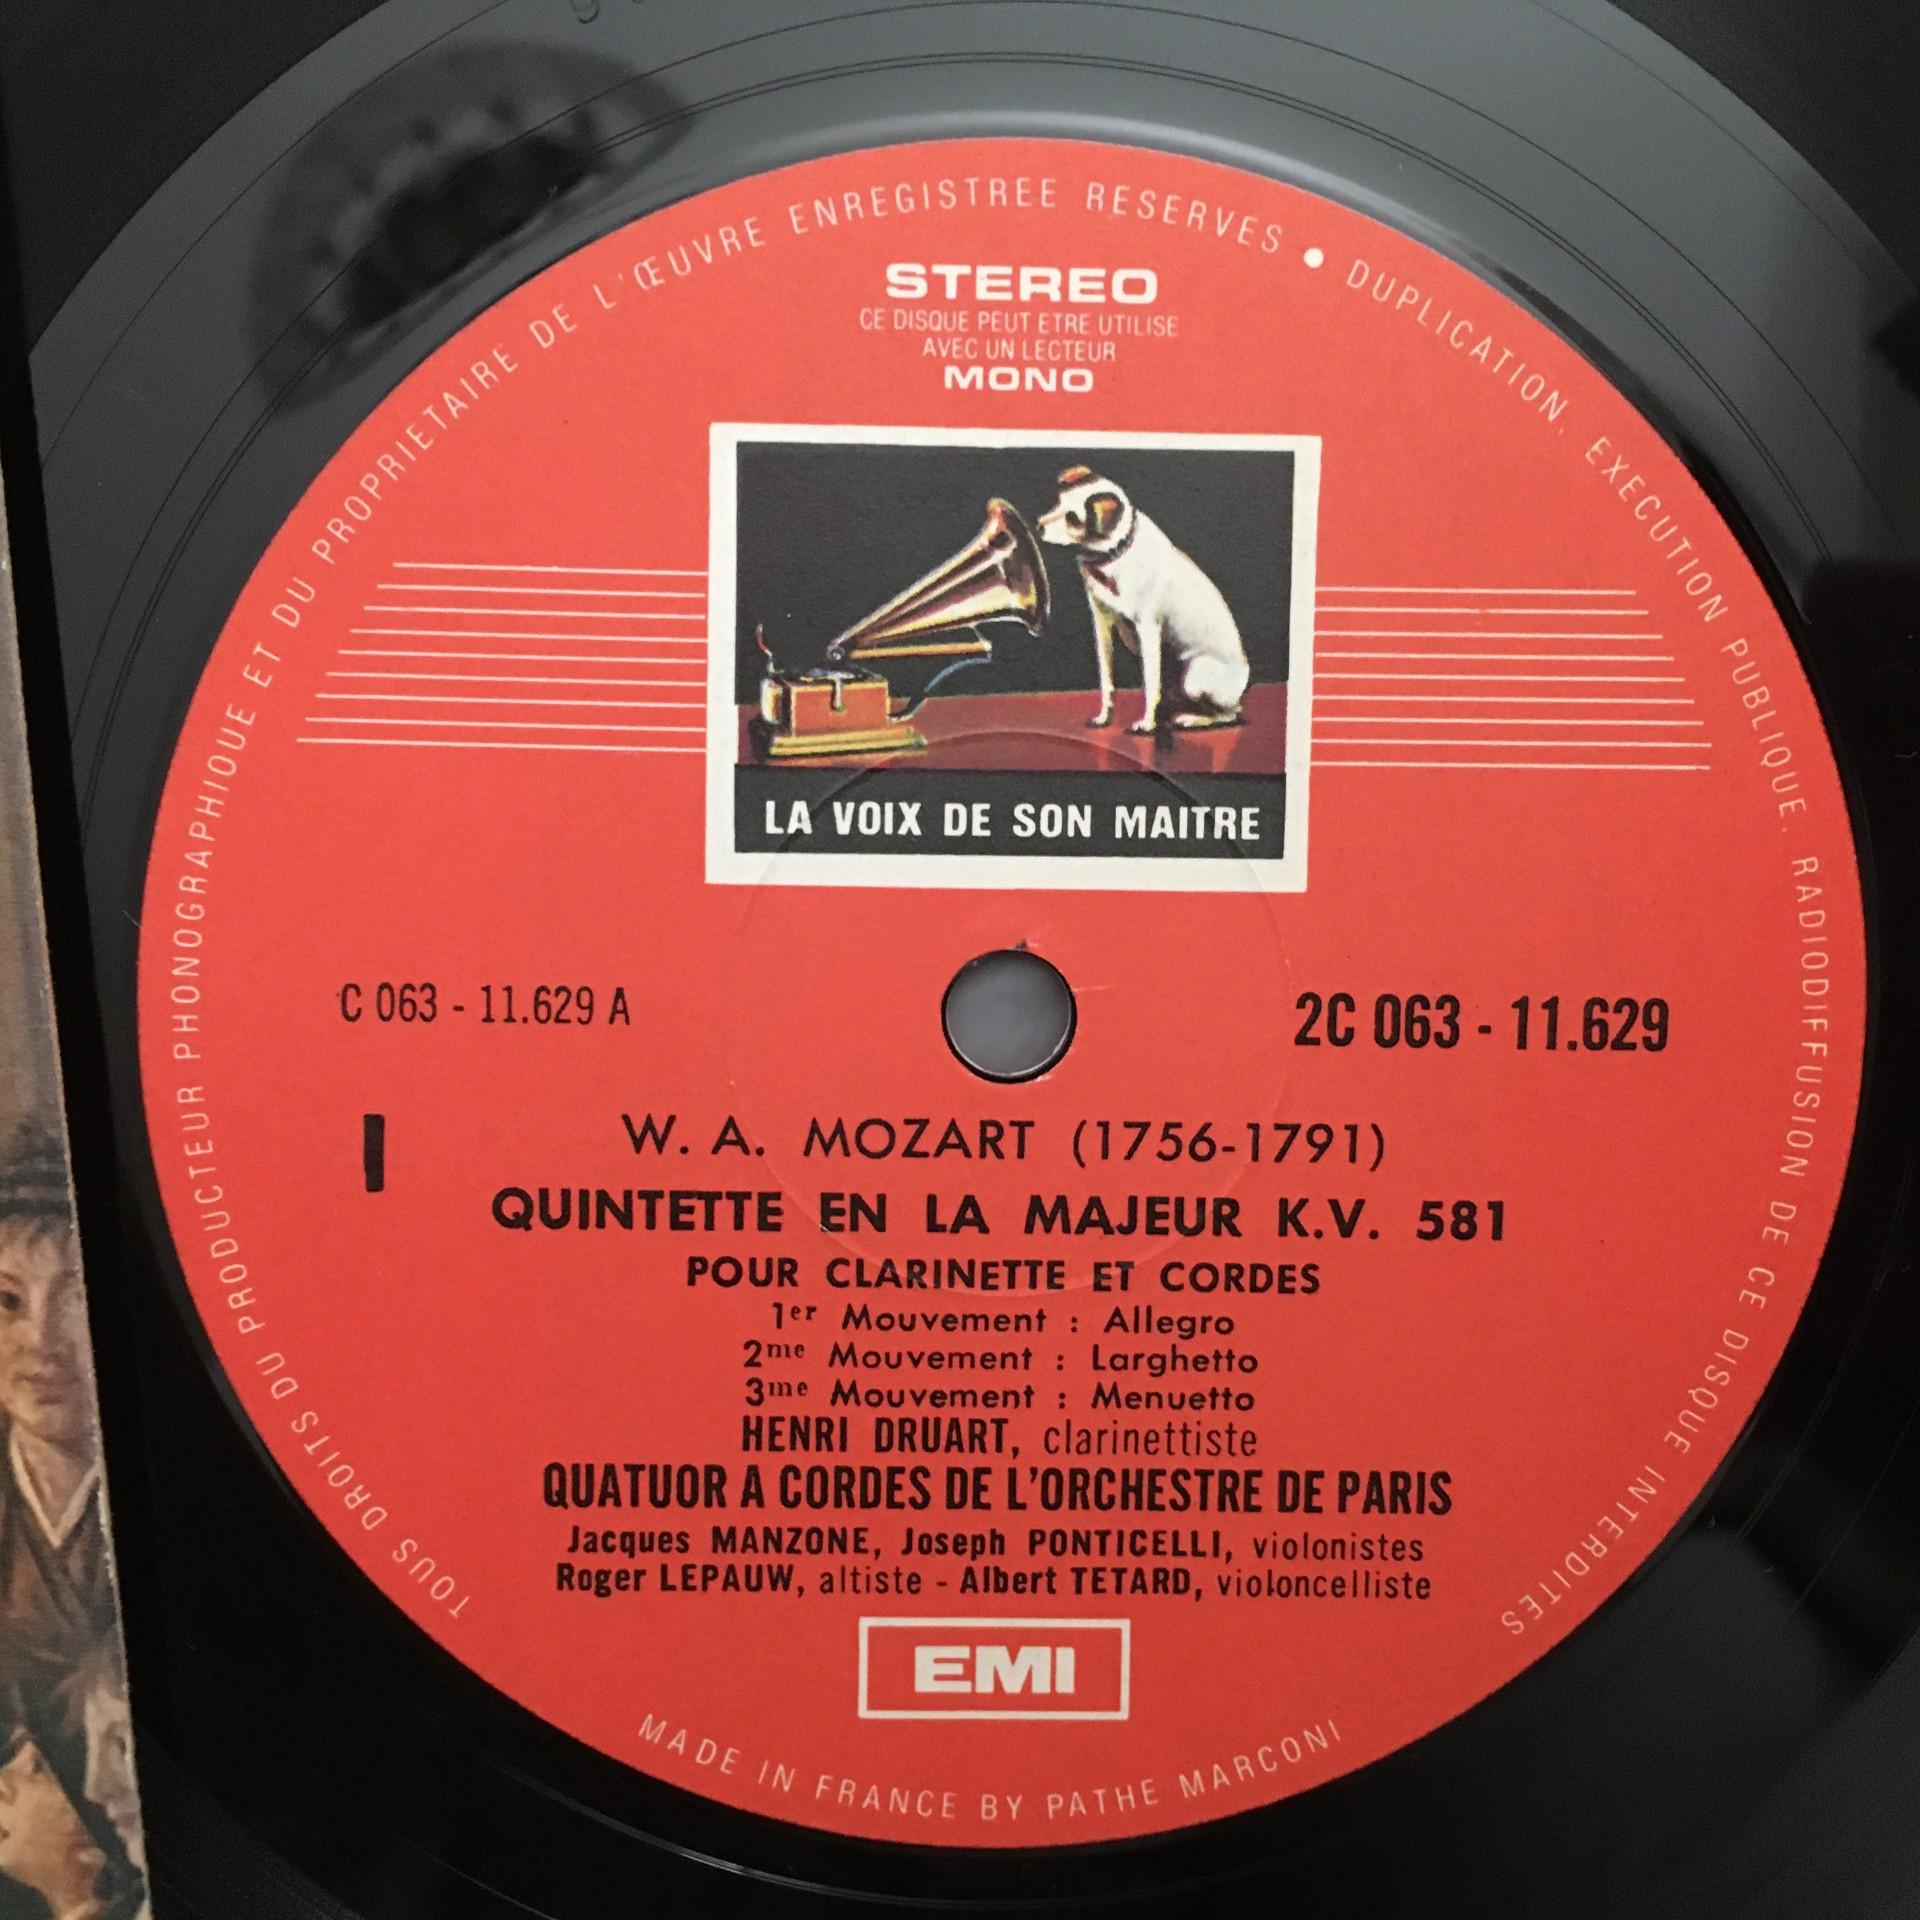 TOUS DROITS DU PRODUCTEUR PHONOGRAPHIQUE ET DU PROPRIETAIRE DE L'ŒUVRE ENREGISTREE RESERVES • DUPLICATION, EXECUTION PUBLIQUE, RADIODIFFUSION DE CE DISQUE INTERDITES
STEREO
CE DISQUE PEUT ETRE UTILISE
AVEC UN LECTEUR
MONO
LA VOIX DE SON MAITRE
C 063 - 11.629 A
2C 063 - 11.629
I
W. A. MOZART (1756-1791)
QUINTETTE EN LA MAJEUR K.V. 581
POUR CLARINETTE ET CORDES
1er Mouvement : Allegro
2me Mouvement : Larghetto
3me Mouvement : Menuetto
HENRI DRUART, clarinettiste
QUATUOR A CORDES DE L'ORCHESTRE DE PARIS
Jacques MANZONE, Joseph PONTICELLI, violonistes
Roger LEPAUW, altiste - Albert TETARD, violoncelliste
EMI
MADE IN FRANCE BY PATHE MARCONI